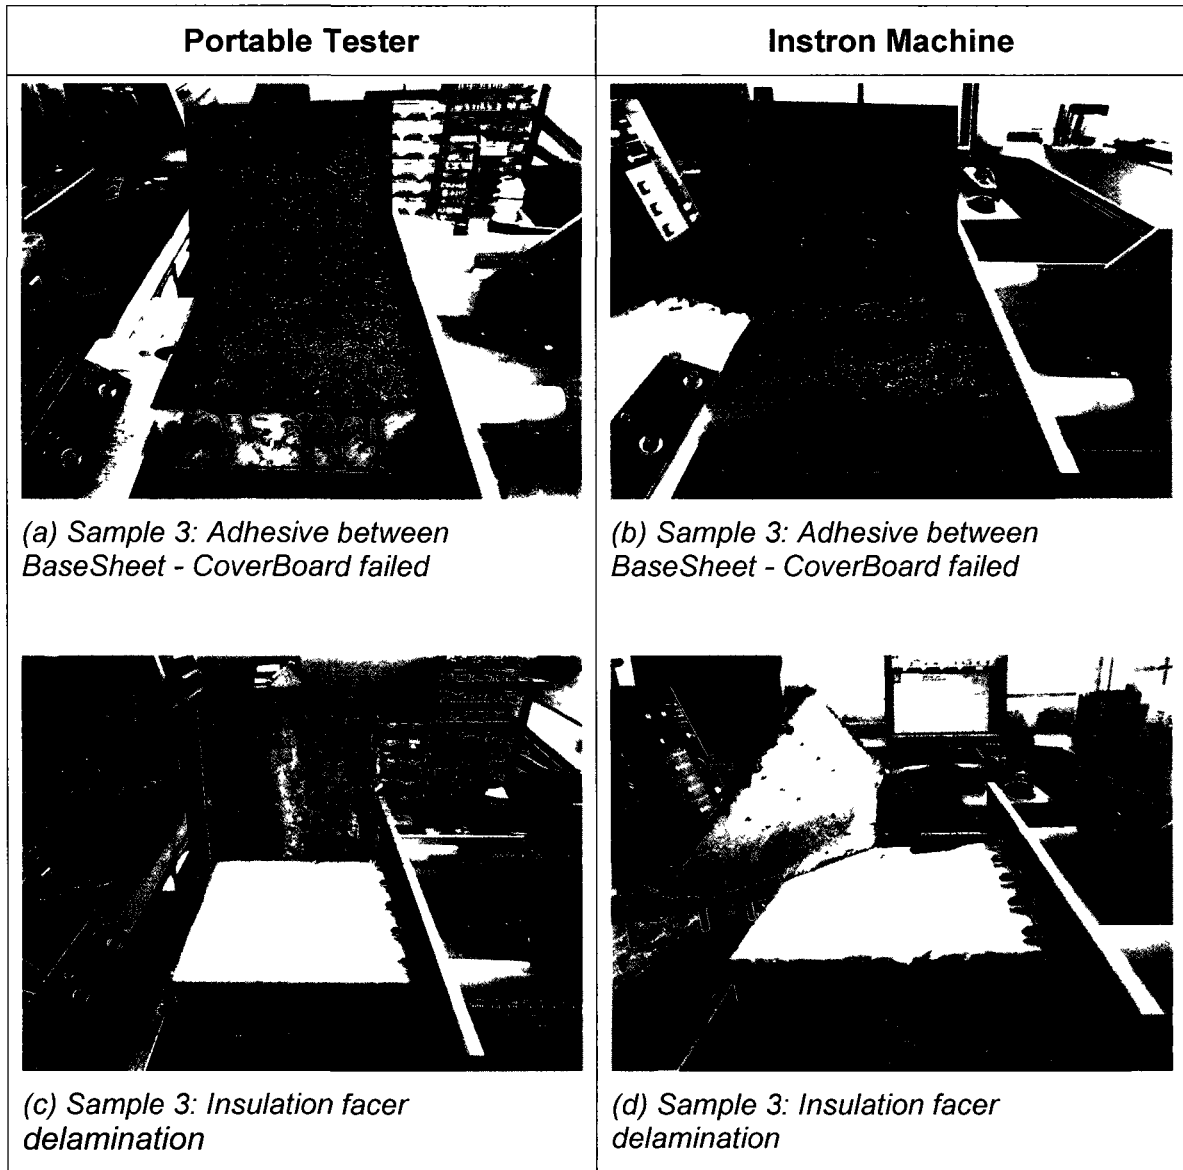 Portable Tester
Instron Machine
(a) Sample 3: Adhesive between
BaseSheet - CoverBoard failed
(b) Sample 3: Adhesive between
BaseSheet - CoverBoard failed
(c) Sample 3: Insulation facer
delamination
(d) Sample 3: Insulation facer
delamination